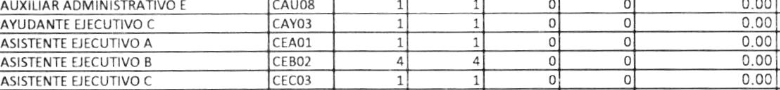 AUXILIAR ADMINISTRATIVO E CAU08 1 1 0 0 0.00
AYUDANTE EJECUTIVO C CAY03 1 1 0 0 0.00
ASISTENTE EJECUTIVO A CEA01 1 1 0 0 0.00
ASISTENTE EJECUTIVO B CEB02 4 4 0 0 0.00
ASISTENTE EJECUTIVO C CEC03 1 1 0 0 0.00